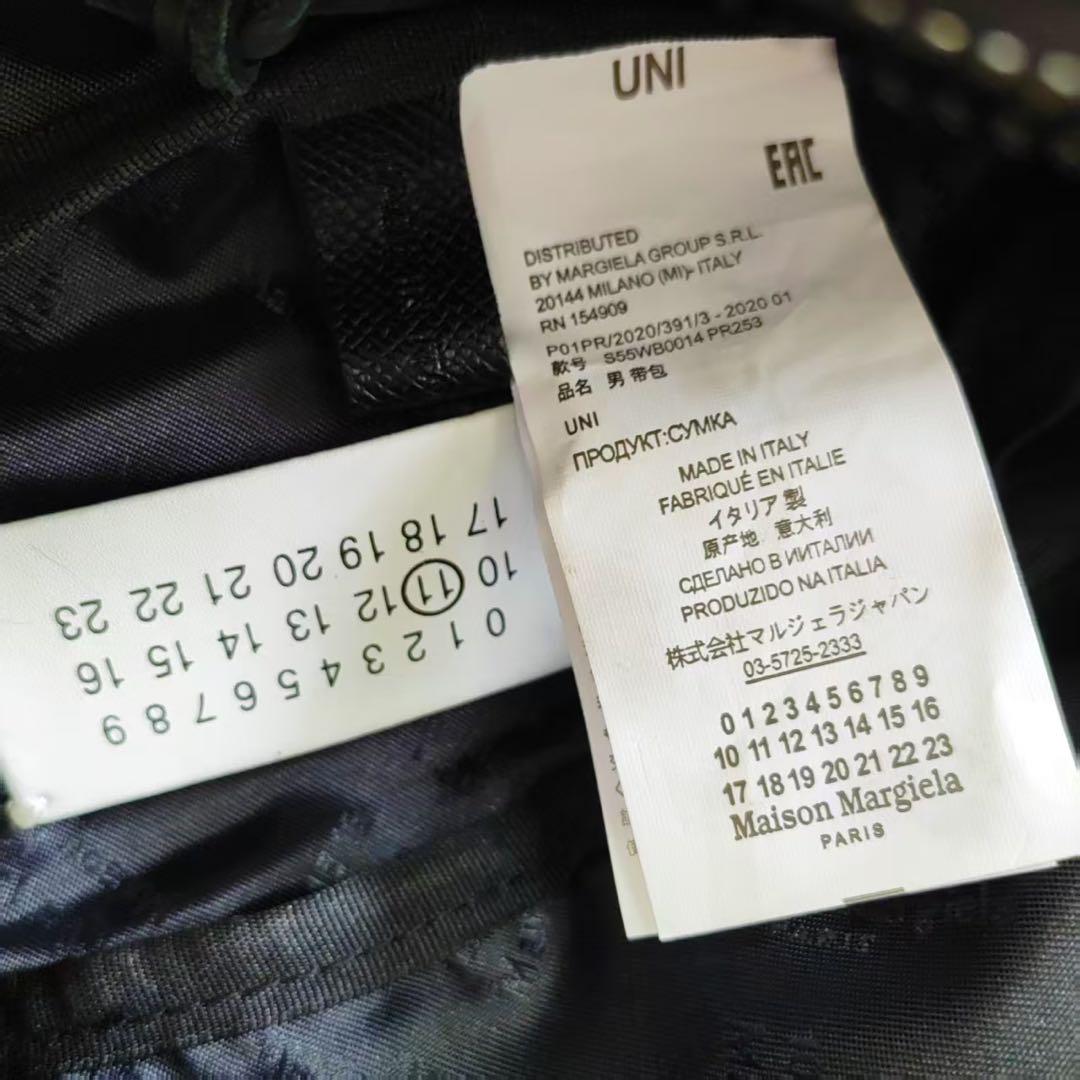 UNI
EAC
DISTRIBUTED
BY MARGIELA GROUP S.R.L.
20144 MILANO (MI)- ITALY
RN 154909
P01PR/2020/391/3 - 2020 01
款号 S55WB0014 PR253
品名 男 带包
UNI
ПРОДУКТ:СУМКА
MADE IN ITALY
FABRIQUÉ EN ITALIE
イタリア 製
原产地 意大利
СДЕЛАНО В ИИТАЛИИ
PRODUZIDO NA ITALIA
株式会社マルジェラジャパン
03-5725-2333
0 1 2 3 4 5 6 7 8 9
10 11 12 13 14 15 16
17 18 19 20 21 22 23
Maison Margiela
PARIS
0 1 2 3 4 5 6 7 8 9
10 11 12 13 14 15 16
17 18 19 20 21 22 23